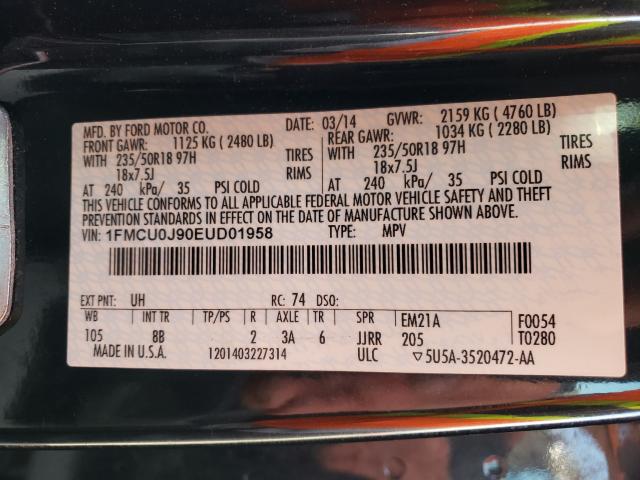 MFD. BY FORD MOTOR CO. DATE: 03/14 GVWR: 2159 KG (4760 LB)
FRONT GAWR: 1125 KG (2480 LB) REAR GAWR: 1034 KG (2280 LB)
WITH 235/50R18 97H TIRES WITH 235/50R18 97H TIRES
18x7.5J RIMS 18x7.5J RIMS
AT 240 kPa/ 35 PSI COLD AT 240 kPa/ 35 PSI COLD
THIS VEHICLE CONFORMS TO ALL APPLICABLE FEDERAL MOTOR VEHICLE SAFETY AND THEFT
PREVENTION STANDARDS IN EFFECT ON THE DATE OF MANUFACTURE SHOWN ABOVE.
VIN: 1FMCU0J90EUD01958 TYPE: MPV
EXT PNT: UH RC: 74 DSO:
WB INT TR TP/PS R AXLE TR SPR EM21A F0054
105 8B 2 3A 6 JJRR 205 T0280
MADE IN U.S.A. 1201403227314 ULC ▽5U5A-3520472-AA